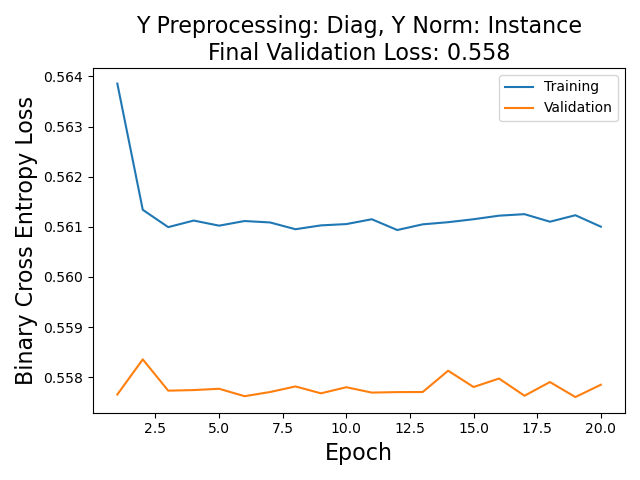 Y Preprocessing: Diag, Y Norm: Instance
Final Validation Loss: 0.558
Training
Validation
Binary Cross Entropy Loss
0.564
0.563
0.562
0.561
0.560
0.559
0.558
2.5 5.0 7.5 10.0 12.5 15.0 17.5 20.0
Epoch